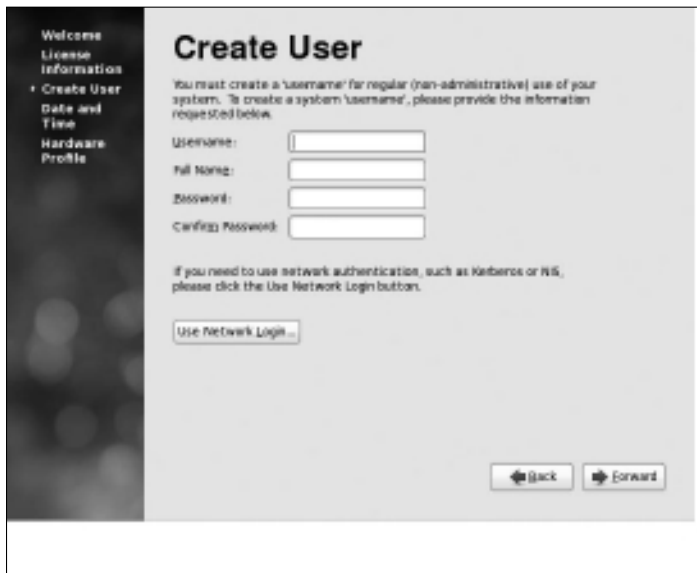 Welcome
License
Information
Create User
Date and
Time
Hardware
Profile
Create User
You must create a 'username' for regular (non-administrative) use of your
system. To create a system 'username', please provide the information
requested below.
Username:
Full Name:
Password:
Confirm Password:
If you need to use network authentication, such as Kerberos or NIS,
please click the Use Network Login button.
Use Network Login...
Back
Forward